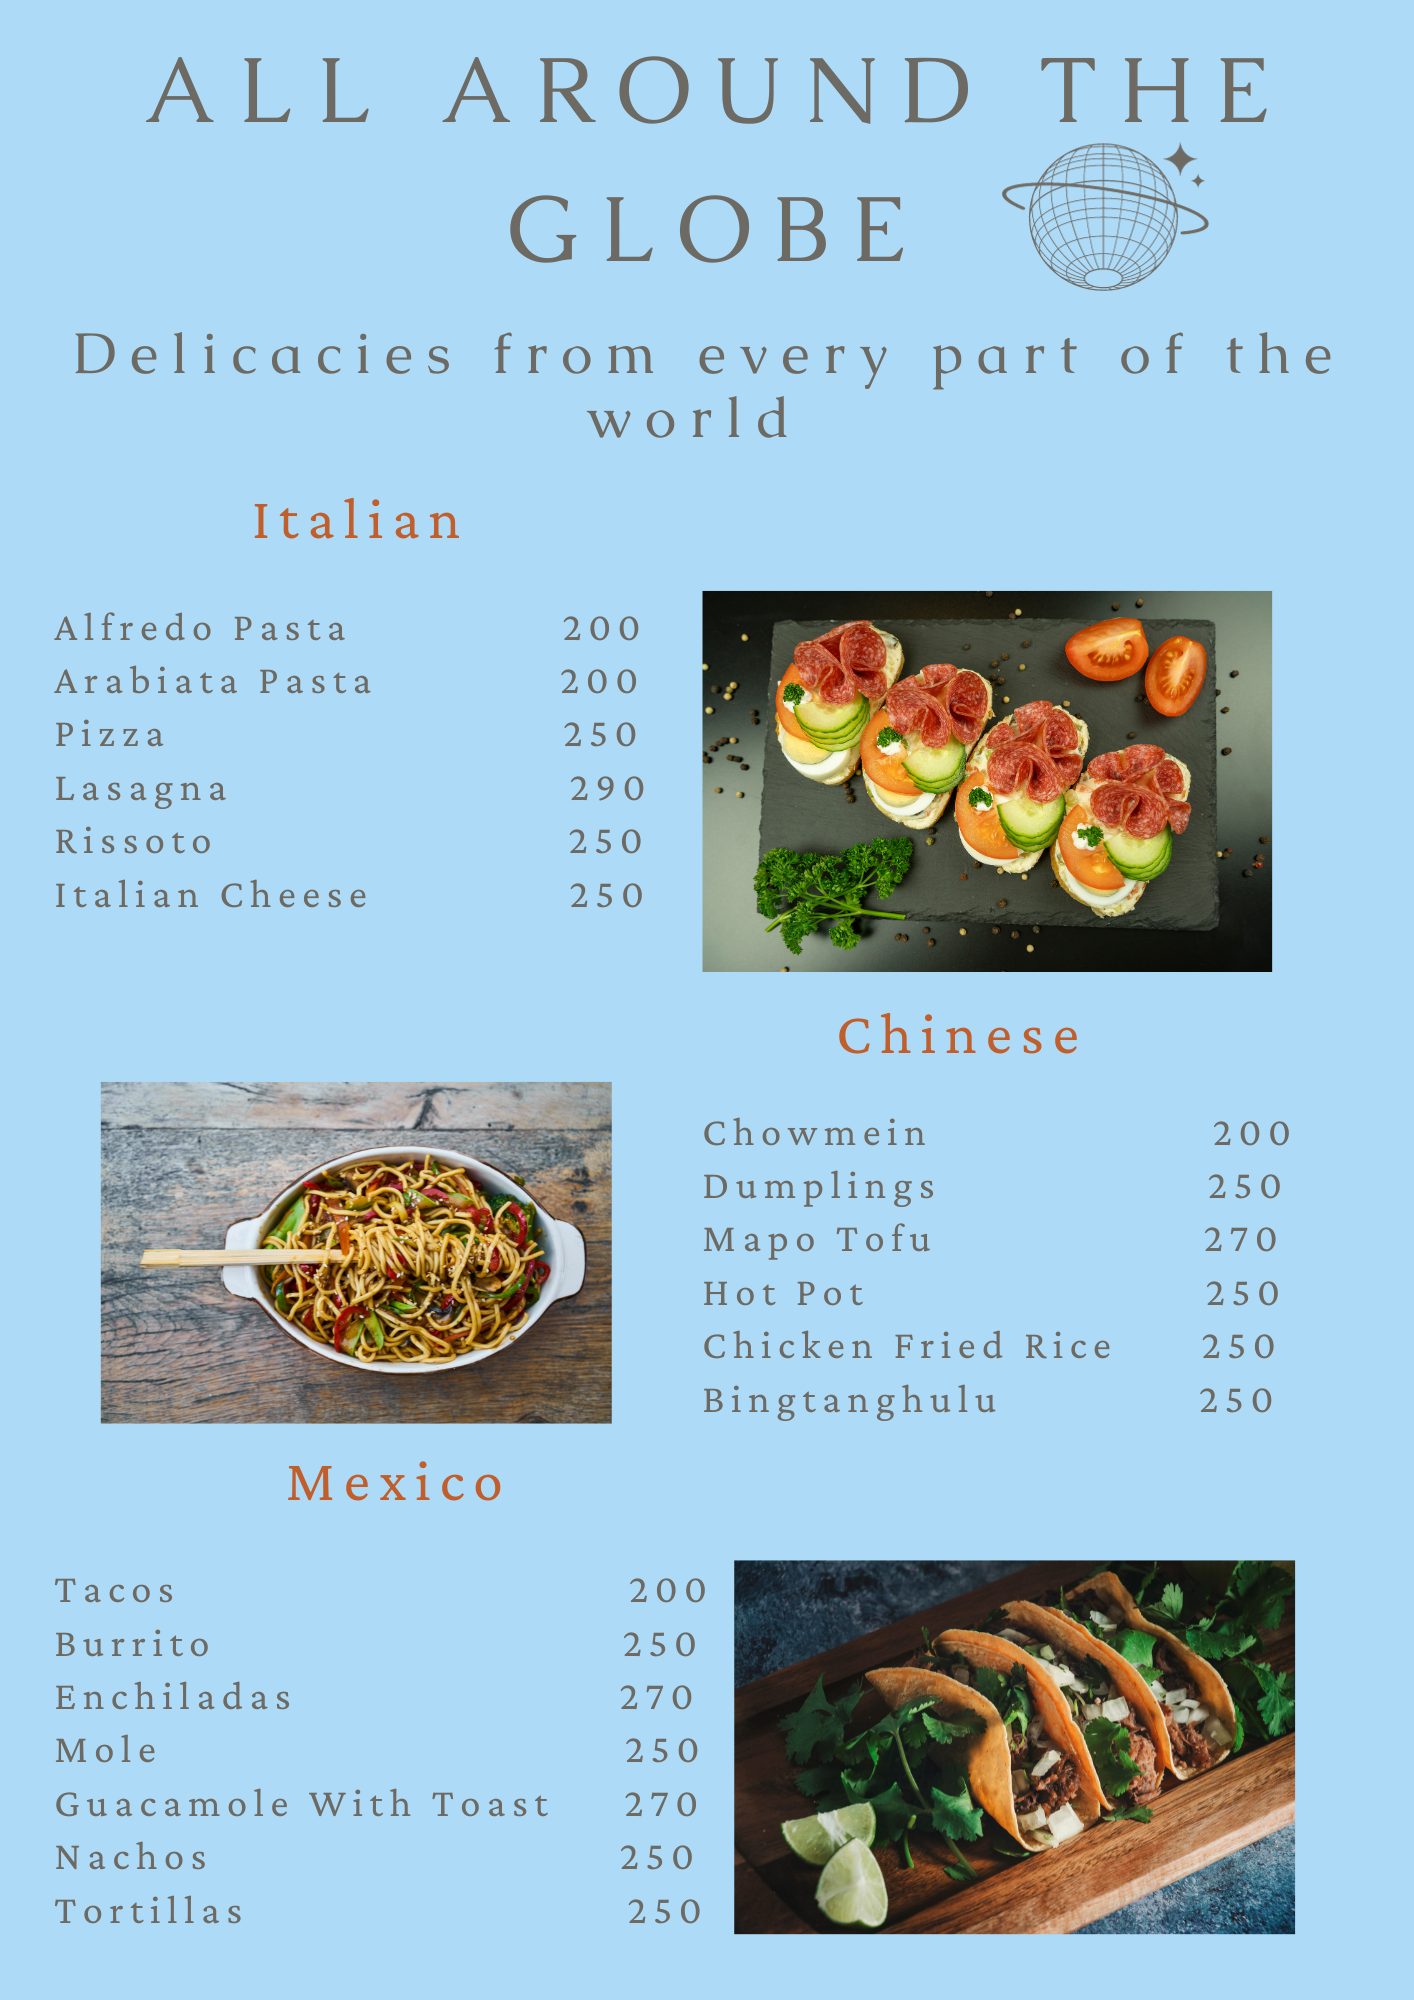 ALL AROUND THE
GLOBE
Delicacies from every part of the
world
Italian
Alfredo Pasta 200
Arabiata Pasta 200
Pizza 250
Lasagna 290
Rissoto 250
Italian Cheese 250
Chinese
Chowmein 200
Dumplings 250
Mapo Tofu 270
Hot Pot 250
Chicken Fried Rice 250
Bingtanghulu 250
Mexico
Tacos 200
Burrito 250
Enchiladas 270
Mole 250
Guacamole With Toast 270
Nachos 250
Tortillas 250